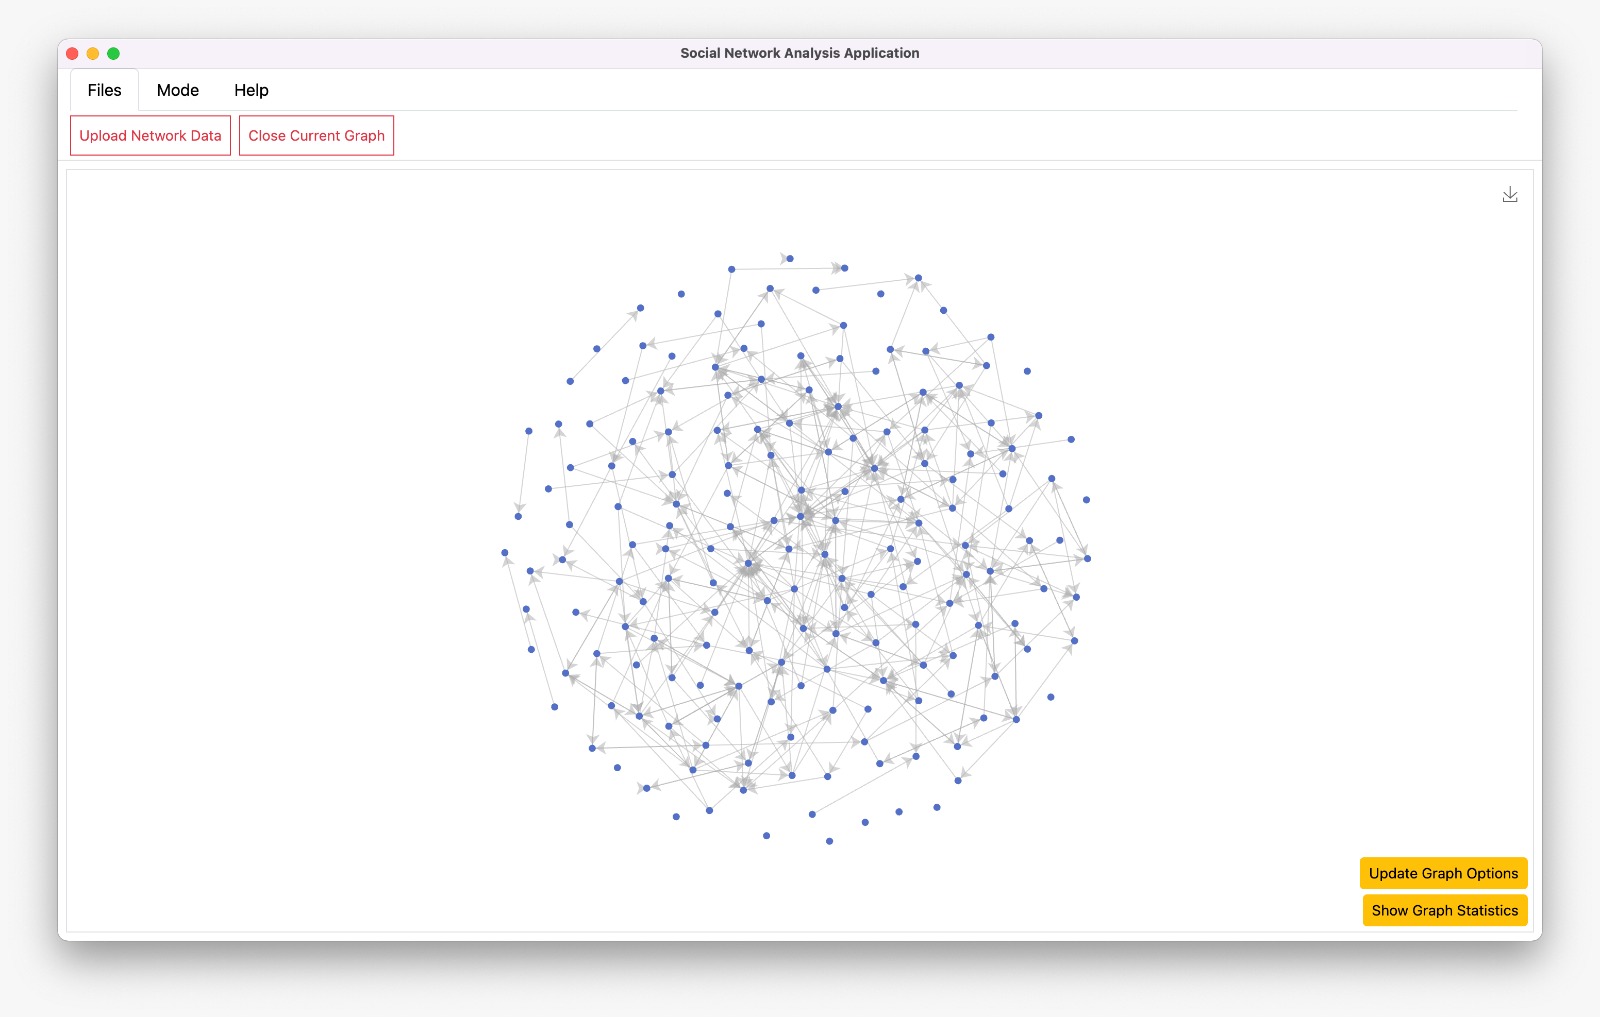 Social Network Analysis Application
Files Mode Help
Upload Network Data Close Current Graph
Update Graph Options
Show Graph Statistics